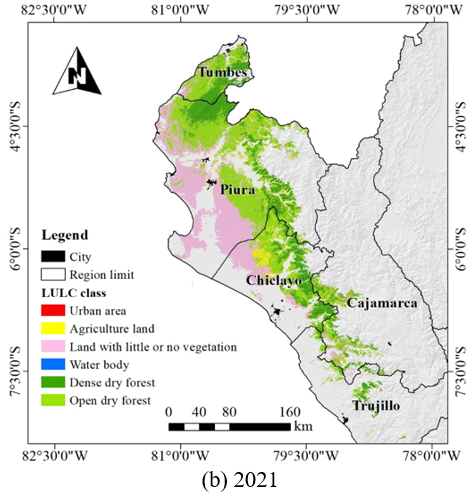 82°30'0"W 81°0'0"W 79°30'0"W 78°0'0"W
N
Tumbes
4°30'0"S 4°30'0"S
Piura
Legend
City
Region limit
LULC class
Urban area
Agriculture land
Land with little or no vegetation
Water body
Dense dry forest
Open dry forest
6°00'0"S 6°00'0"S
Chiclayo
Cajamarca
7°30'0"S 7°30'0"S
Trujillo
0 40 80 160
km
82°30'0"W 81°0'0"W 79°30'0"W 78°0'0"W
(b) 2021